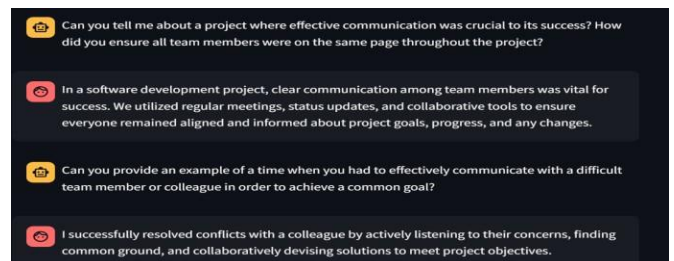 Can you tell me about a project where effective communication was crucial to its success? How
did you ensure all team members were on the same page throughout the project?
In a software development project, clear communication among team members was vital for
success. We utilized regular meetings, status updates, and collaborative tools to ensure
everyone remained aligned and informed about project goals, progress, and any changes.
Can you provide an example of a time when you had to effectively communicate with a difficult
team member or colleague in order to achieve a common goal?
I successfully resolved conflicts with a colleague by actively listening to their concerns, finding
common ground, and collaboratively devising solutions to meet project objectives.